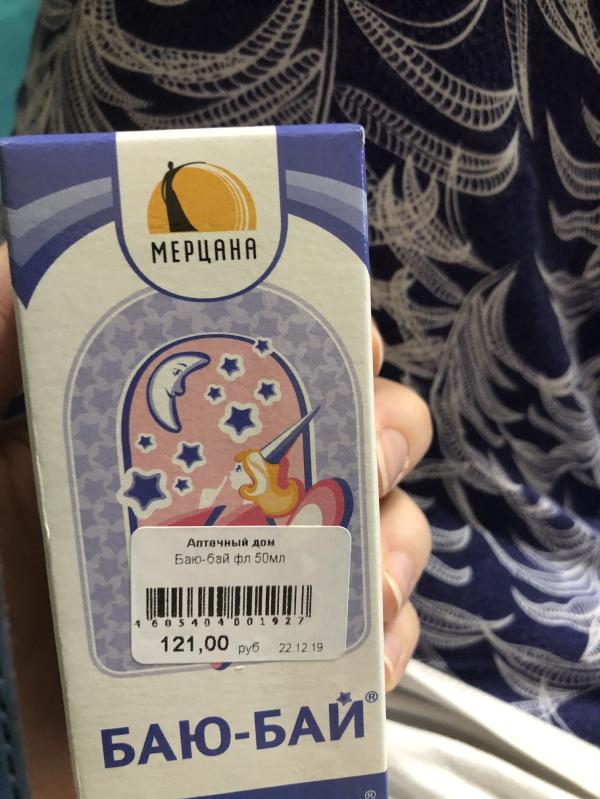 МЕРЦАНА
Аптечный дом
Баю-бай фл 50мл
4 605404 001927
121,00 руб 22.12.19
БАЮ-БАЙ®
®